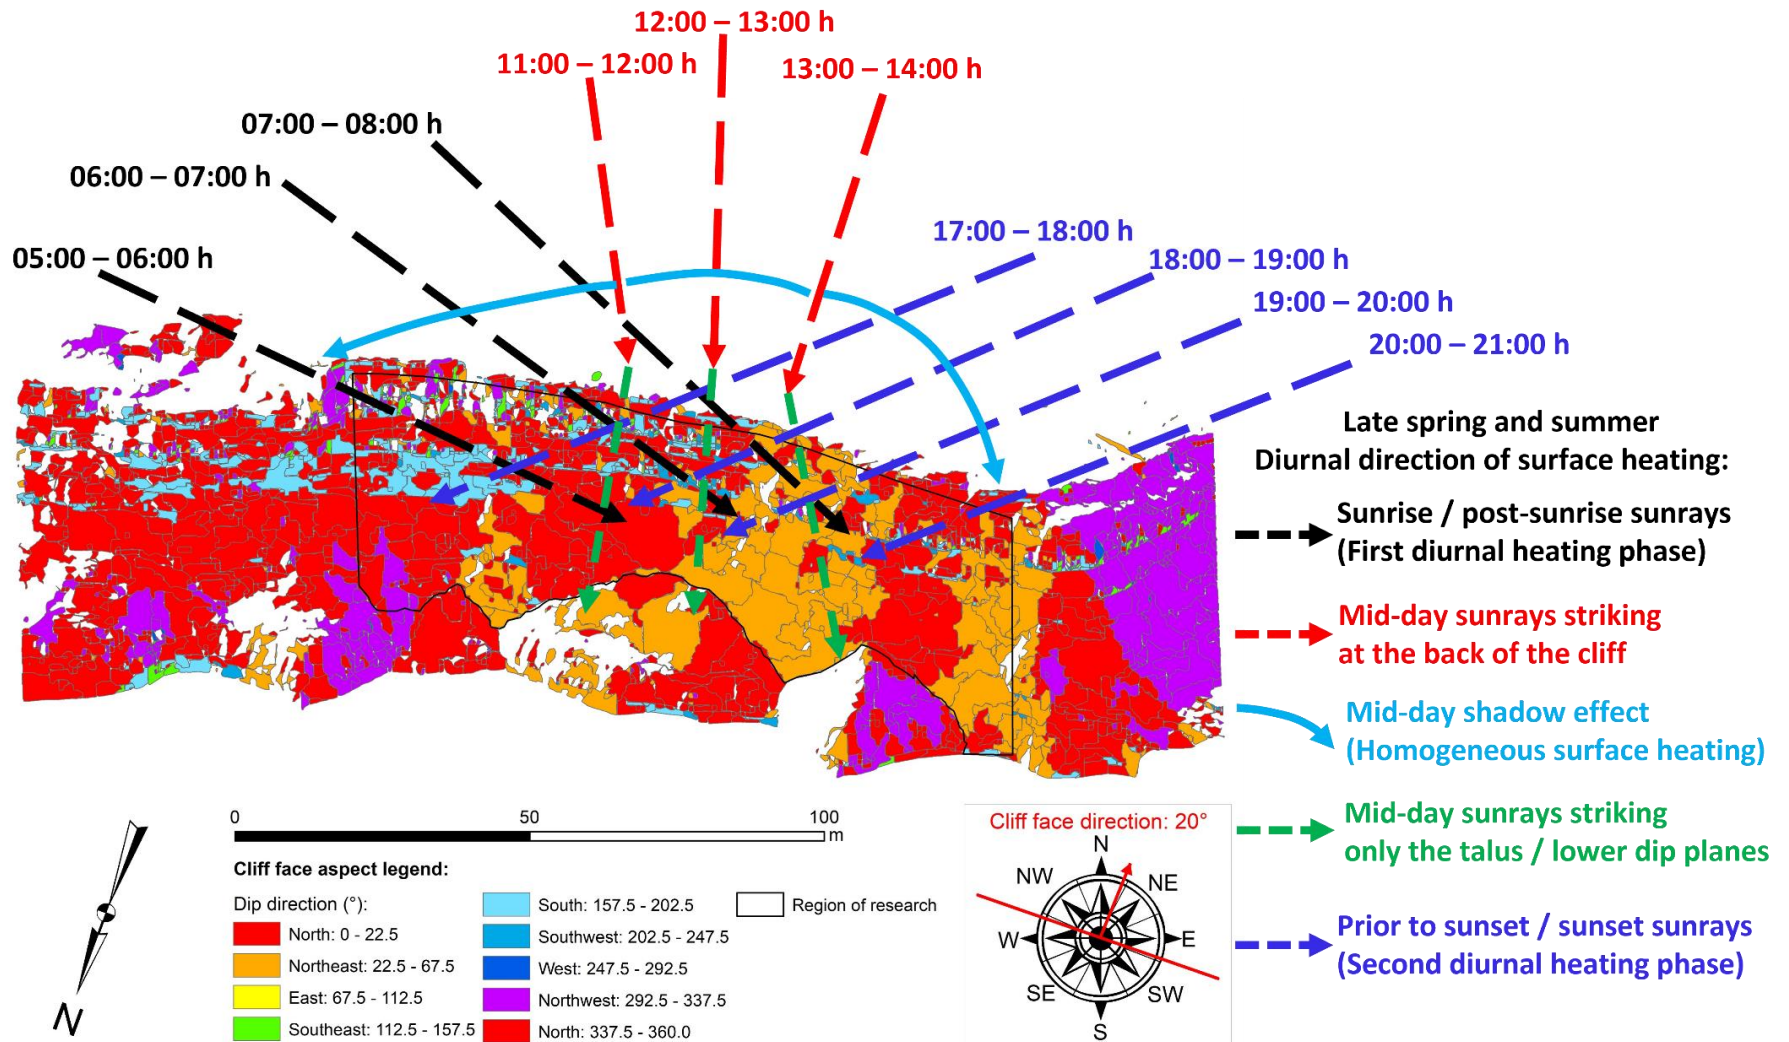 12:00 – 13:00 h
11:00 – 12:00 h
13:00 – 14:00 h
07:00 – 08:00 h
06:00 – 07:00 h
05:00 – 06:00 h
17:00 – 18:00 h
18:00 – 19:00 h
19:00 – 20:00 h
20:00 – 21:00 h
Late spring and summer
Diurnal direction of surface heating:
Sunrise / post-sunrise sunrays
(First diurnal heating phase)
Mid-day sunrays striking
at the back of the cliff
Mid-day shadow effect
(Homogeneous surface heating)
Mid-day sunrays striking
only the talus / lower dip planes
Prior to sunset / sunset sunrays
(Second diurnal heating phase)
N
0 50 100
m
Cliff face aspect legend:
Dip direction (°):
North: 0 - 22.5
Northeast: 22.5 - 67.5
East: 67.5 - 112.5
Southeast: 112.5 - 157.5
South: 157.5 - 202.5
Southwest: 202.5 - 247.5
West: 247.5 - 292.5
Northwest: 292.5 - 337.5
North: 337.5 - 360.0
Region of research
Cliff face direction: 20°
N
NW NE
W E
SE SW
S